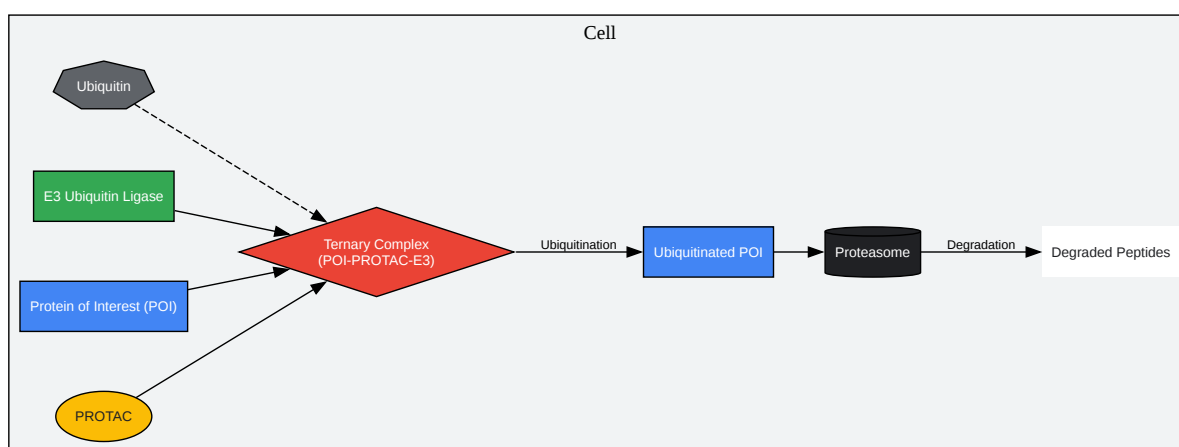 Cell
Ubiquitin
E3 Ubiquitin Ligase
Protein of Interest (POI)
PROTAC
Ternary Complex
(POI-PROTAC-E3)
Ubiquitination
Ubiquitinated POI
Proteasome
Degradation
Degraded Peptides